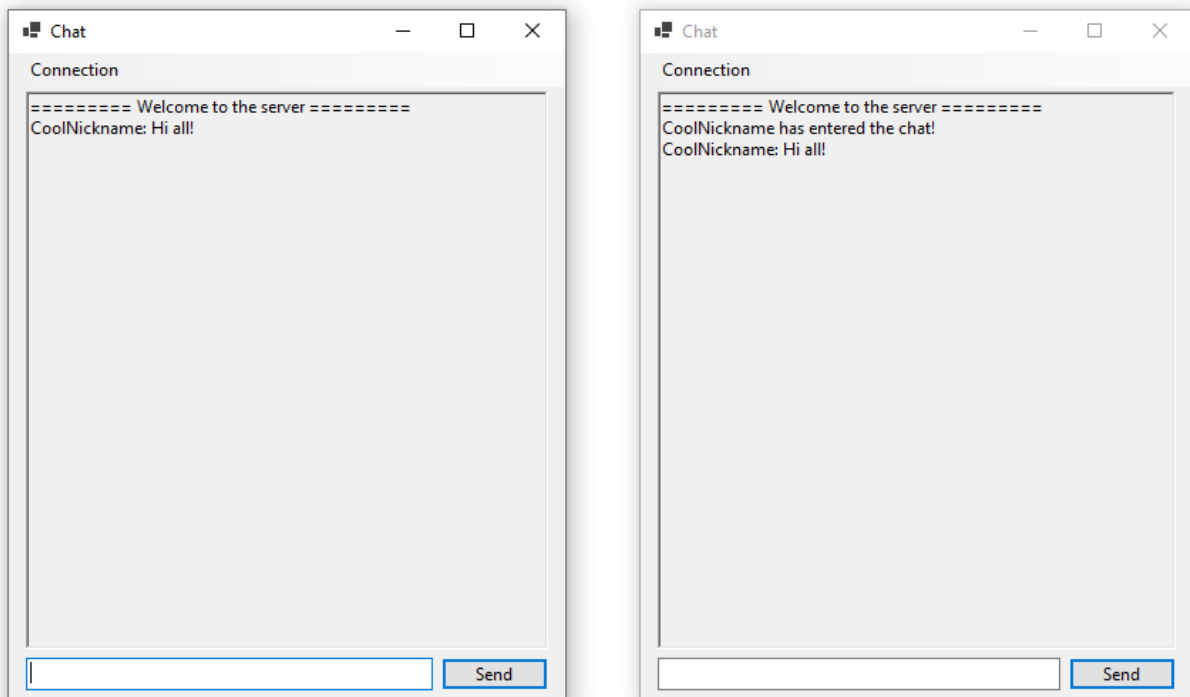 Chat
Connection
========= Welcome to the server =========
CoolNickname: Hi all!
Send
Chat
Connection
========= Welcome to the server =========
CoolNickname has entered the chat!
CoolNickname: Hi all!
Send